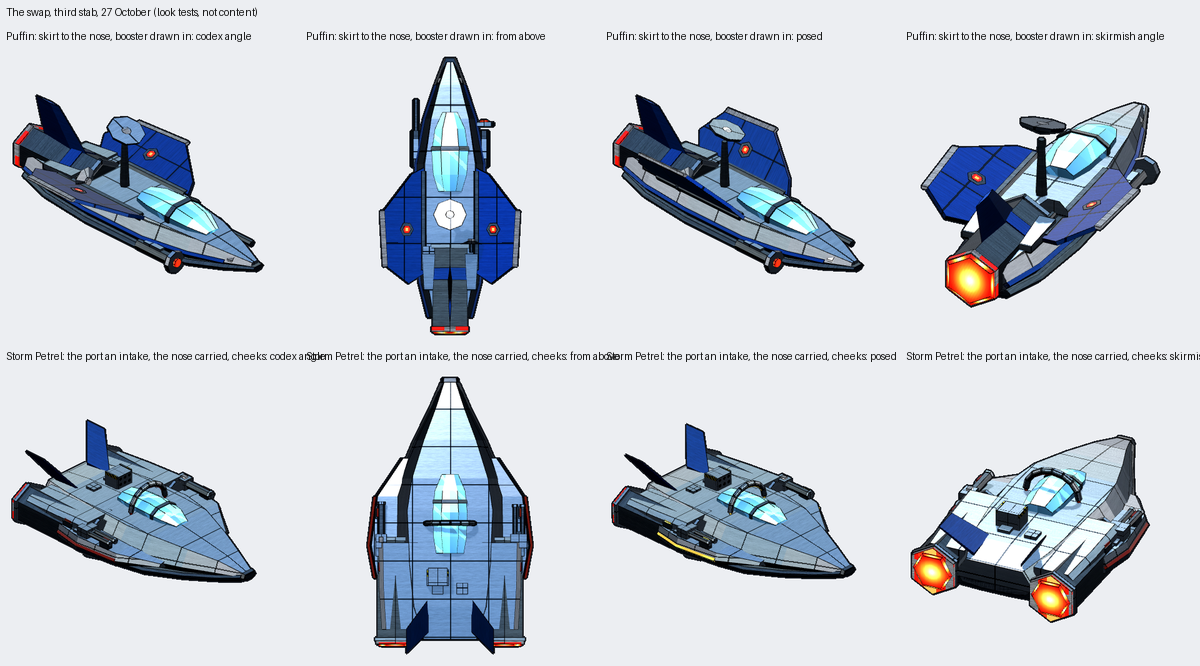 The swap, third stab, 27 October (look tests, not content)
Puffin: skirt to the nose, booster drawn in: codex angle
Puffin: skirt to the nose, booster drawn in: from above
Puffin: skirt to the nose, booster drawn in: posed
Puffin: skirt to the nose, booster drawn in: skirmish angle
Storm Petrel: the port an intake, the nose carried, cheeks: codex angle
Storm Petrel: the port an intake, the nose carried, cheeks: from above
Storm Petrel: the port an intake, the nose carried, cheeks: posed
Storm Petrel: the port an intake, the nose carried, cheeks: skirmis